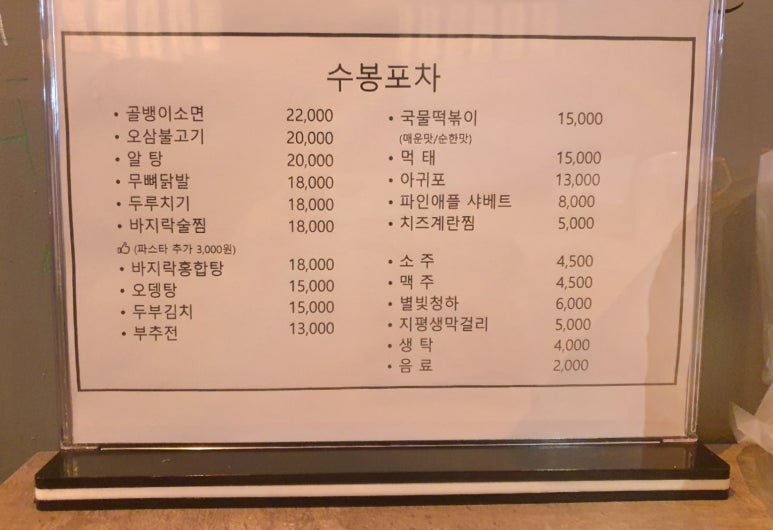 수봉포차
• 골뱅이소면 22,000
• 오삼불고기 20,000
• 알 탕 20,000
• 무뼈닭발 18,000
• 두루치기 18,000
• 바지락술찜 18,000
(파스타 추가 3,000원)
• 바지락홍합탕 18,000
• 오뎅탕 15,000
• 두부김치 15,000
• 부추전 13,000
• 국물떡볶이 15,000
(매운맛/순한맛)
• 먹 태 15,000
• 아귀포 13,000
• 파인애플 샤베트 8,000
• 치즈계란찜 5,000
• 소 주 4,500
• 맥 주 4,500
• 별빛청하 6,000
• 지평생막걸리 5,000
• 생 탁 4,000
• 음 료 2,000